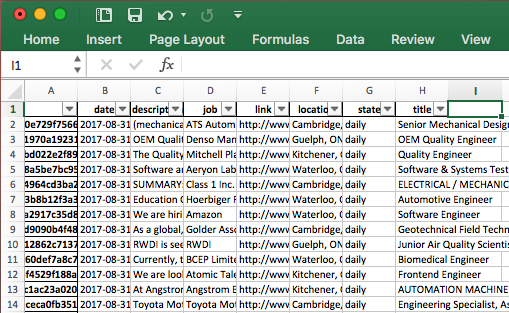 Home Insert Page Layout Formulas Data Review View
I1 fx
A B C D E F G H I
1 date descript job link locatio state title
2 0e729f7566 2017-08-31 (mechanica ATS Autom http://www Cambridge, daily Senior Mechanical Desig
3 1970a19231 2017-08-31 OEM Qualit Denso Man http://www Guelph, ON daily OEM Quality Engineer
4 bd022e2f89 2017-08-31 The Quality Mitchell Pla http://www Kitchener, daily Quality Engineer
5 8a5be7bc95 2017-08-31 Software an Aeryon Lab http://www Waterloo, daily Software & Systems Test
6 4964cd3ba2 2017-08-31 SUMMARY: Class 1 Inc. http://www Cambridge, daily ELECTRICAL / MECHANIC
7 3b8b12f3a3 2017-08-31 Education Hoerbiger http://www Waterloo, daily Automotive Engineer
8 a2917c35d8 2017-08-31 We are hiri Amazon http://www Waterloo, daily Software Engineer
9 d9090b4f48 2017-08-31 As a global, Golder Asso http://www Cambridge, daily Geotechnical Field Techn
10 12862c7137 2017-08-31 RWDI is see RWDI http://www Guelph, ON daily Junior Air Quality Scienti
11 60def7a8c7 2017-08-31 Currently, t BCEP Limite http://www Waterloo, daily Biomedical Engineer
12 f4529f188a 2017-08-31 We are look Atomic Tale http://www Kitchener, daily Frontend Engineer
13 c1ac23a020 2017-08-31 At Angstron Angstrom E http://www Kitchener, daily AUTOMATION MACHINE
14 ceca0fb351 2017-08-31 Toyota Mot Toyota Mot http://www Cambridge, daily Engineering Specialist, As